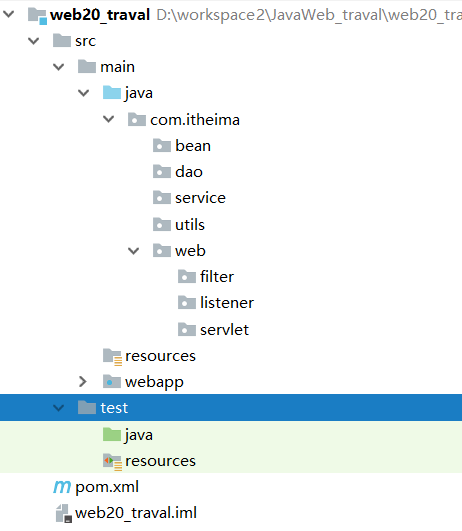 web20_traval D:\workspace2\JavaWeb_traval\web20_tra
src
main
java
com.itheima
bean
dao
service
utils
web
filter
listener
servlet
resources
webapp
test
java
resources
pom.xml
web20_traval.iml